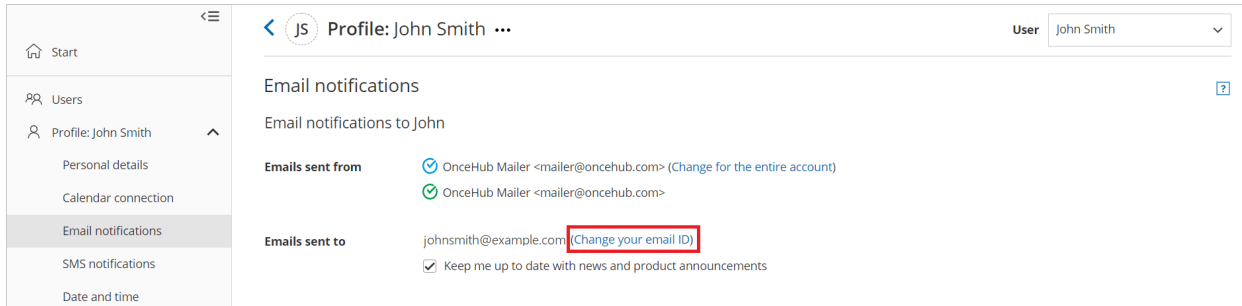 JS Profile: John Smith ••• User John Smith
Start
Users
Profile: John Smith
Personal details
Calendar connection
Email notifications
SMS notifications
Date and time
Email notifications ?
Email notifications to John
Emails sent from OnceHub Mailer <mailer@oncehub.com> (Change for the entire account)
OnceHub Mailer <mailer@oncehub.com>
Emails sent to johnsmith@example.com (Change your email ID)
Keep me up to date with news and product announcements